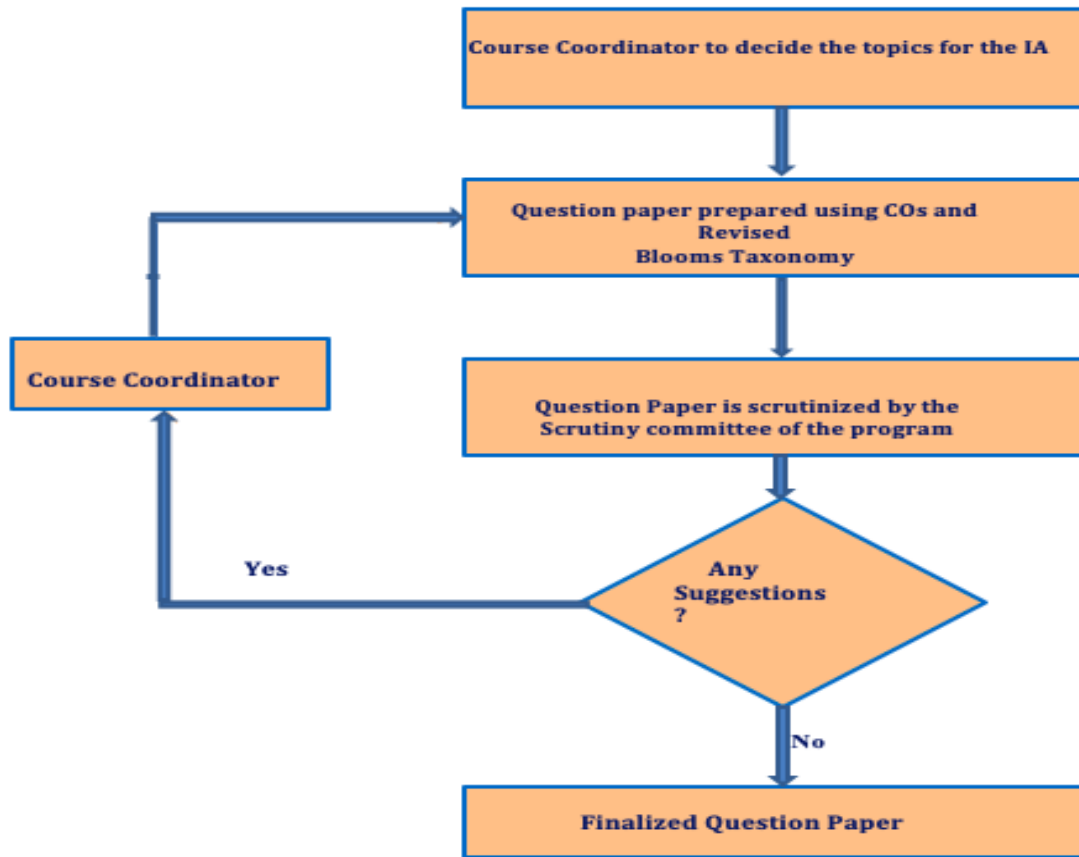 Course Coordinator to decide the topics for the IA
Question paper prepared using COs and
Revised
Blooms Taxonomy
Course Coordinator
Question Paper is scrutinized by the
Scrutiny committee of the program
Any
Suggestions
?
Yes
No
Finalized Question Paper